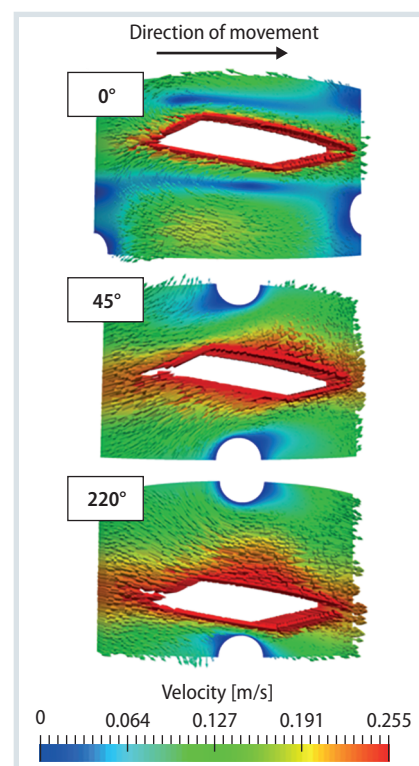 Direction of movement
0°
45°
220°
Velocity [m/s]
0 0.064 0.127 0.191 0.255